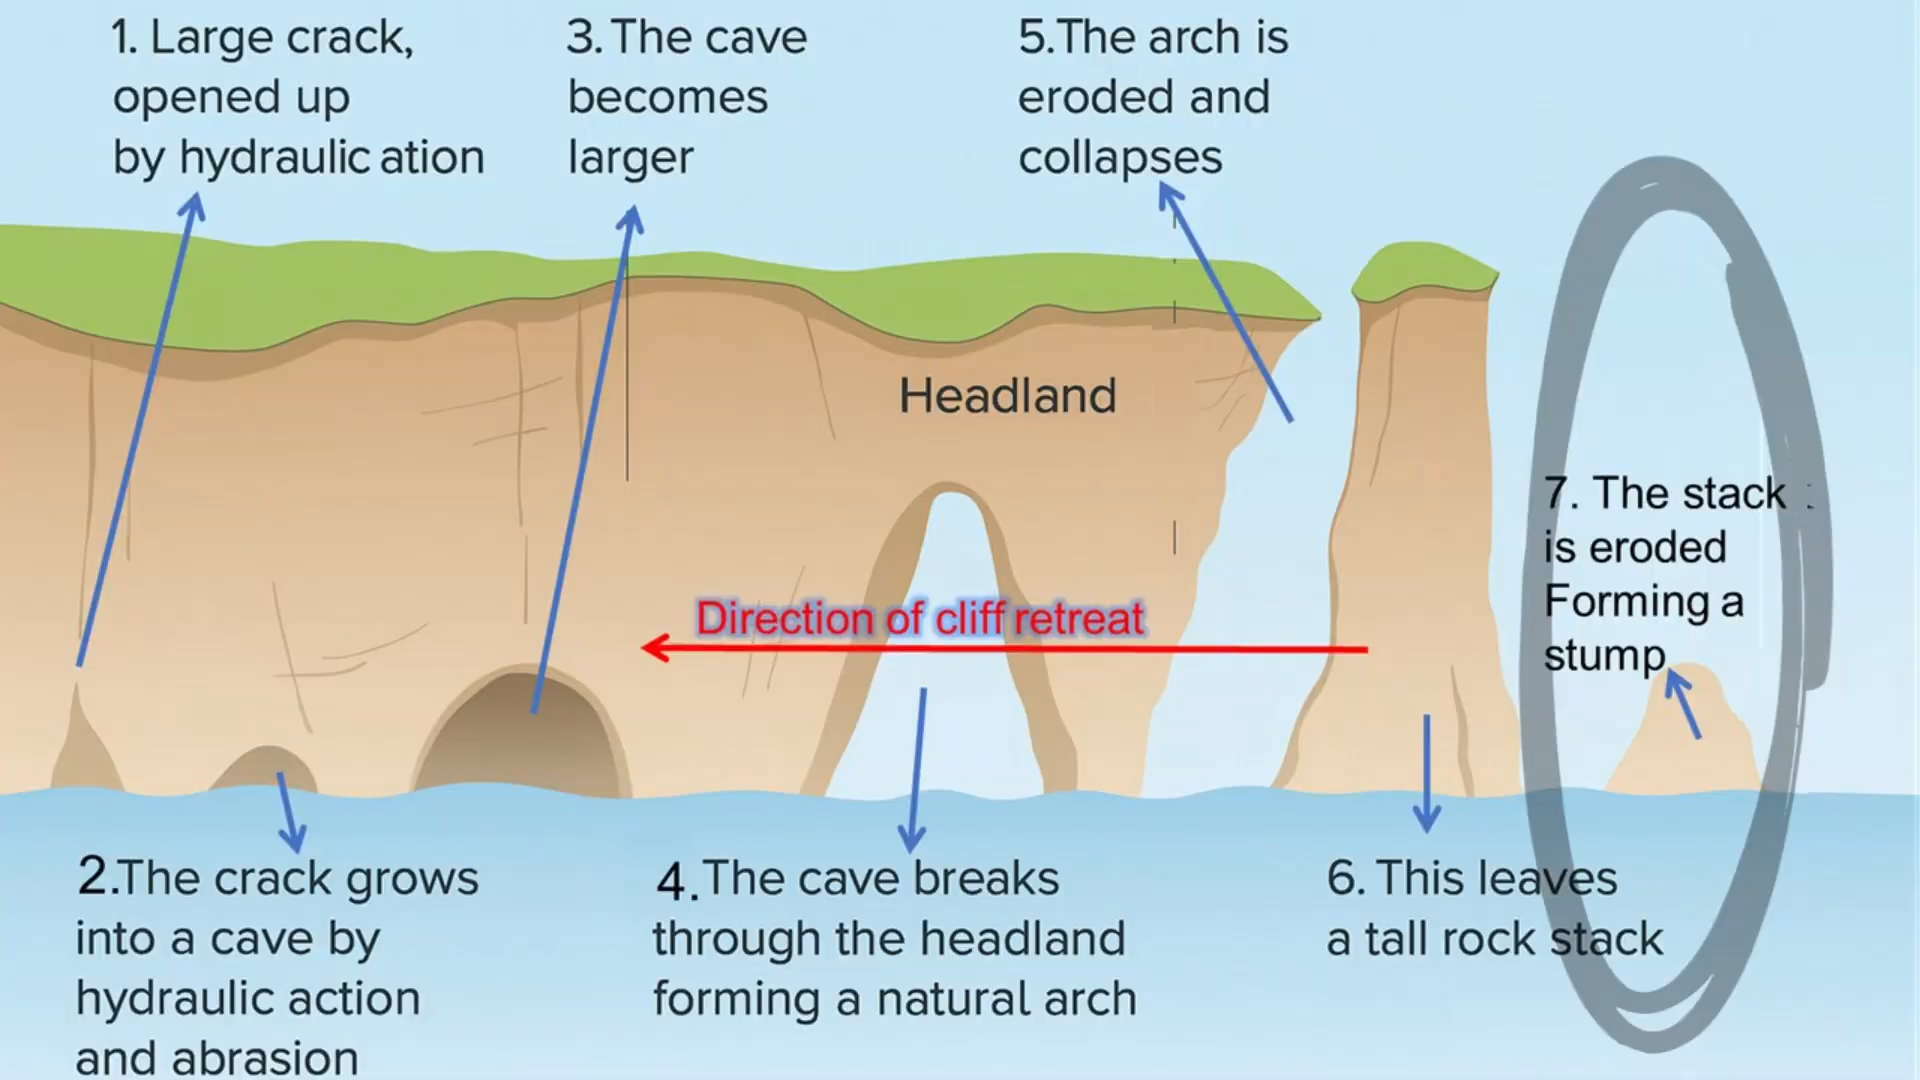 1. Large crack,
opened up
by hydraulic ation
3. The cave
becomes
larger
5.The arch is
eroded and
collapses
Headland
Direction of cliff retreat
7. The stack
is eroded
Forming a
stump
2.The crack grows
into a cave by
hydraulic action
and abrasion
4.The cave breaks
through the headland
forming a natural arch
6. This leaves
a tall rock stack